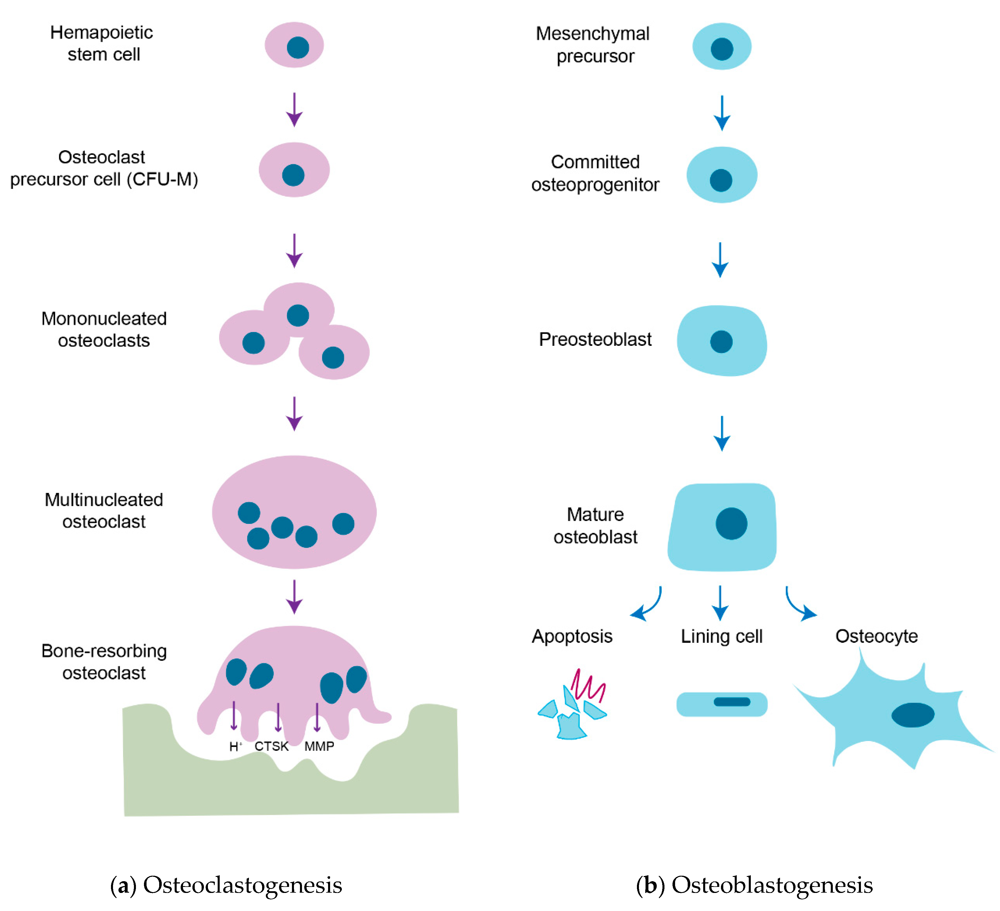 Hemapoietic
stem cell
Osteoclast
precursor cell (CFU-M)
Mononucleated
osteoclasts
Multinucleated
osteoclast
Bone-resorbing
osteoclast
H⁺ CTSK MMP
(a) Osteoclastogenesis
Mesenchymal
precursor
Committed
osteoprogenitor
Preosteoblast
Mature
osteoblast
Apoptosis Lining cell Osteocyte
(b) Osteoblastogenesis